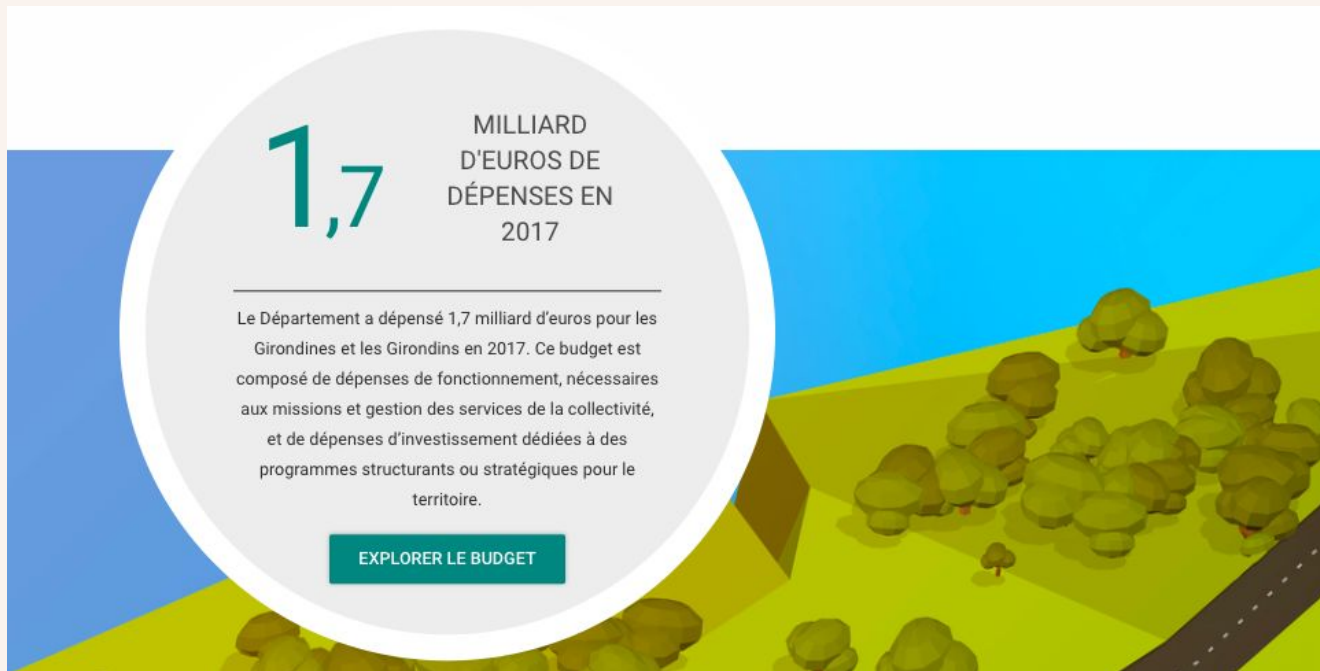 1,7
MILLIARD
D'EUROS DE
DÉPENSES EN
2017
Le Département a dépensé 1,7 milliard d’euros pour les
Girondines et les Girondins en 2017. Ce budget est
composé de dépenses de fonctionnement, nécessaires
aux missions et gestion des services de la collectivité,
et de dépenses d’investissement dédiées à des
programmes structurants ou stratégiques pour le
territoire.
EXPLORER LE BUDGET